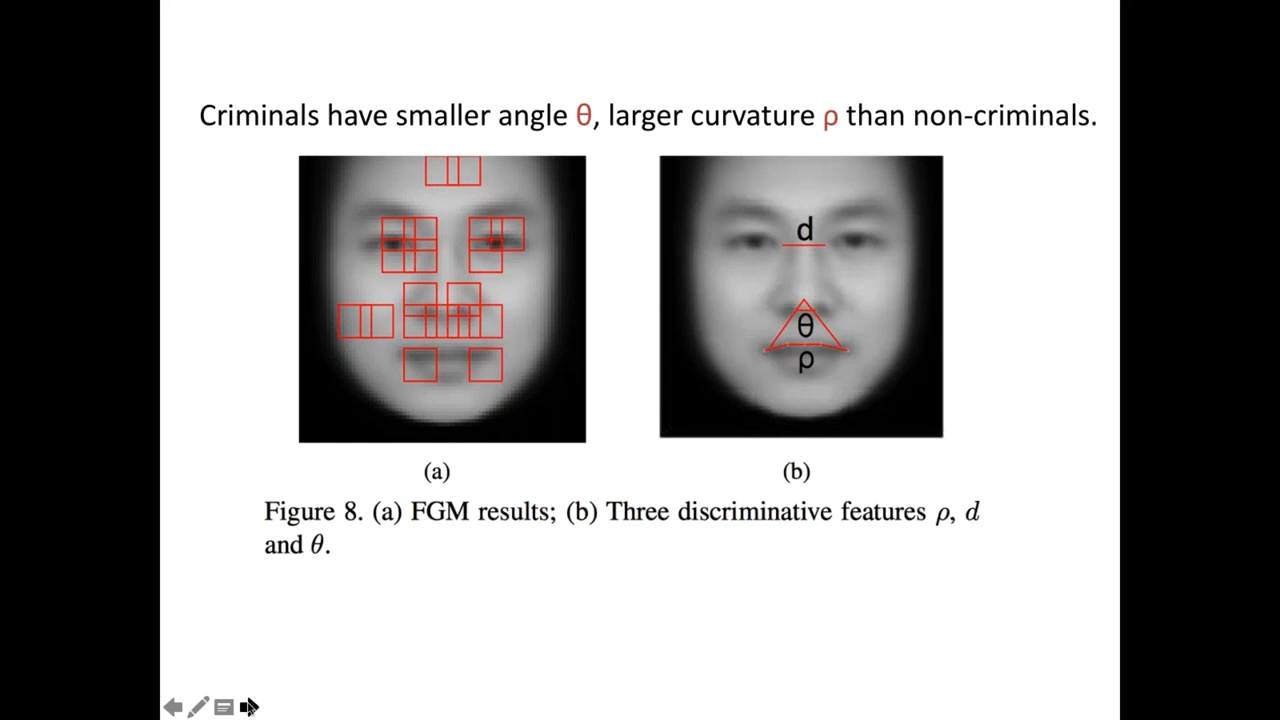 Criminals have smaller angle θ, larger curvature ρ than non-criminals.
d
θ
ρ
(a)
(b)
Figure 8. (a) FGM results; (b) Three discriminative features ρ, d
and θ.